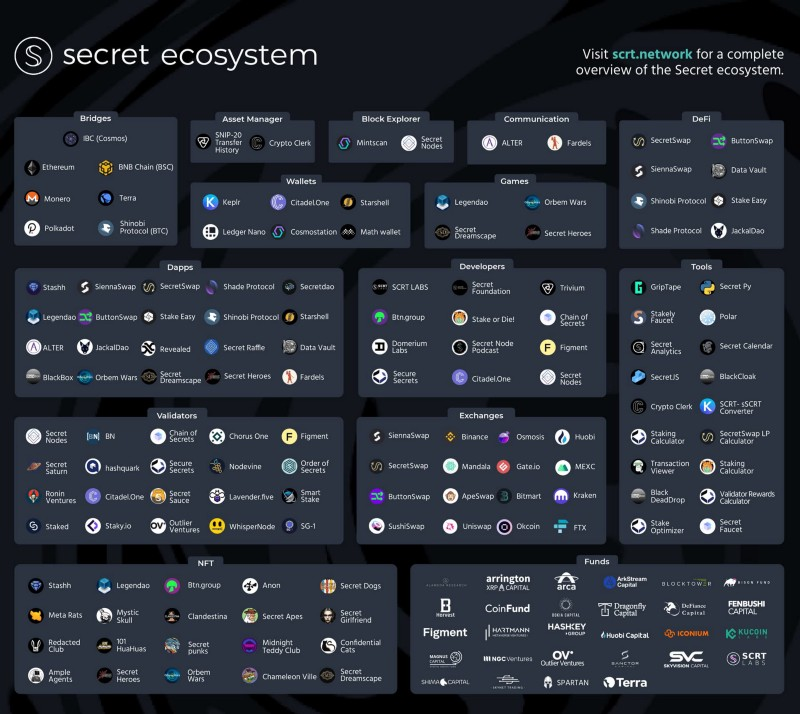 secret ecosystem
Visit scrt.network for a complete
overview of the Secret ecosystem.
Bridges
IBC (Cosmos)
Ethereum
BNB Chain (BSC)
Monero
Terra
Polkadot
Shinobi
Protocol (BTC)
Asset Manager
SNIP-20
Transfer
History
Crypto Clerk
Block Explorer
Mintscan
Secret
Nodes
Communication
ALTER
Fardels
DeFi
SecretSwap
ButtonSwap
SiennaSwap
Data Vault
Shinobi Protocol
Stake Easy
Shade Protocol
JackalDao
Wallets
Keplr
Citadel.One
Starshell
Ledger Nano
Cosmostation
Math wallet
Games
Legendao
Orbem Wars
Secret
Dreamscape
Secret Heroes
Dapps
Stashh
SiennaSwap
SecretSwap
Shade Protocol
Secretdao
Legendao
ButtonSwap
Stake Easy
Shinobi Protocol
Starshell
ALTER
JackalDao
Revealed
Secret Raffle
Data Vault
BlackBox
Orbem Wars
Secret
Dreamscape
Secret Heroes
Fardels
Developers
SCRT LABS
Secret
Foundation
Trivium
Btn.group
Stake or Die!
Chain of
Secrets
Domerium
Labs
Secret Node
Podcast
Figment
Secure
Secrets
Citadel.One
Secret
Nodes
Tools
GripTape
Secret Py
Stakely
Faucet
Polar
Secret
Analytics
Secret Calendar
SecretJS
BlackCloak
Crypto Clerk
SCRT- sSCRT
Converter
Staking
Calculator
SecretSwap LP
Calculator
Transaction
Viewer
Staking
Calculator
Black
DeadDrop
Validator Rewards
Calculator
Stake
Optimizer
Secret
Faucet
Validators
Secret
Nodes
BN
Chain of
Secrets
Chorus One
Figment
Secret
Saturn
hashquark
Secure
Secrets
Nodevine
Order of
Secrets
Ronin
Ventures
Citadel.One
Secret
Sauce
Lavender.five
Smart
Stake
Staked
Staky.io
Outlier
Ventures
WhisperNode
SG-1
Exchanges
SiennaSwap
Binance
Osmosis
Huobi
SecretSwap
Mandala
Gate.io
MEXC
ButtonSwap
ApeSwap
Bitmart
Kraken
SushiSwap
Uniswap
Okcoin
FTX
NFT
Stashh
Legendao
Btn.group
Anon
Secret Dogs
Meta Rats
Mystic
Skull
Clandestina
Secret Apes
Secret
Girlfriend
Redacted
Club
101
HuaHuas
Secret
punks
Midnight
Teddy Club
Confidential
Cats
Ample
Agents
Secret
Heroes
Orbem
Wars
Chameleon Ville
Secret
Dreamscape
Funds
arrington
XRP CAPITAL
arca
ArkStream
Capital
BLOCKTOWER
BISON FUND
Harvest
CoinFund
Dragonfly
Capital
DeFiance
Capital
FENBUSHI
CAPITAL
Figment
HARTMANN
HASHKEY
GROUP
Huobi Capital
ICONIUM
KUCOIN
MAGNUS
CAPITAL
NGC VENTURES
OV
Outlier Ventures
SANCTOR
SVC
SKYVISION CAPITAL
SCRT
LABS
SHIMA CAPITAL
SKYNET TRADING
SPARTAN
Terra